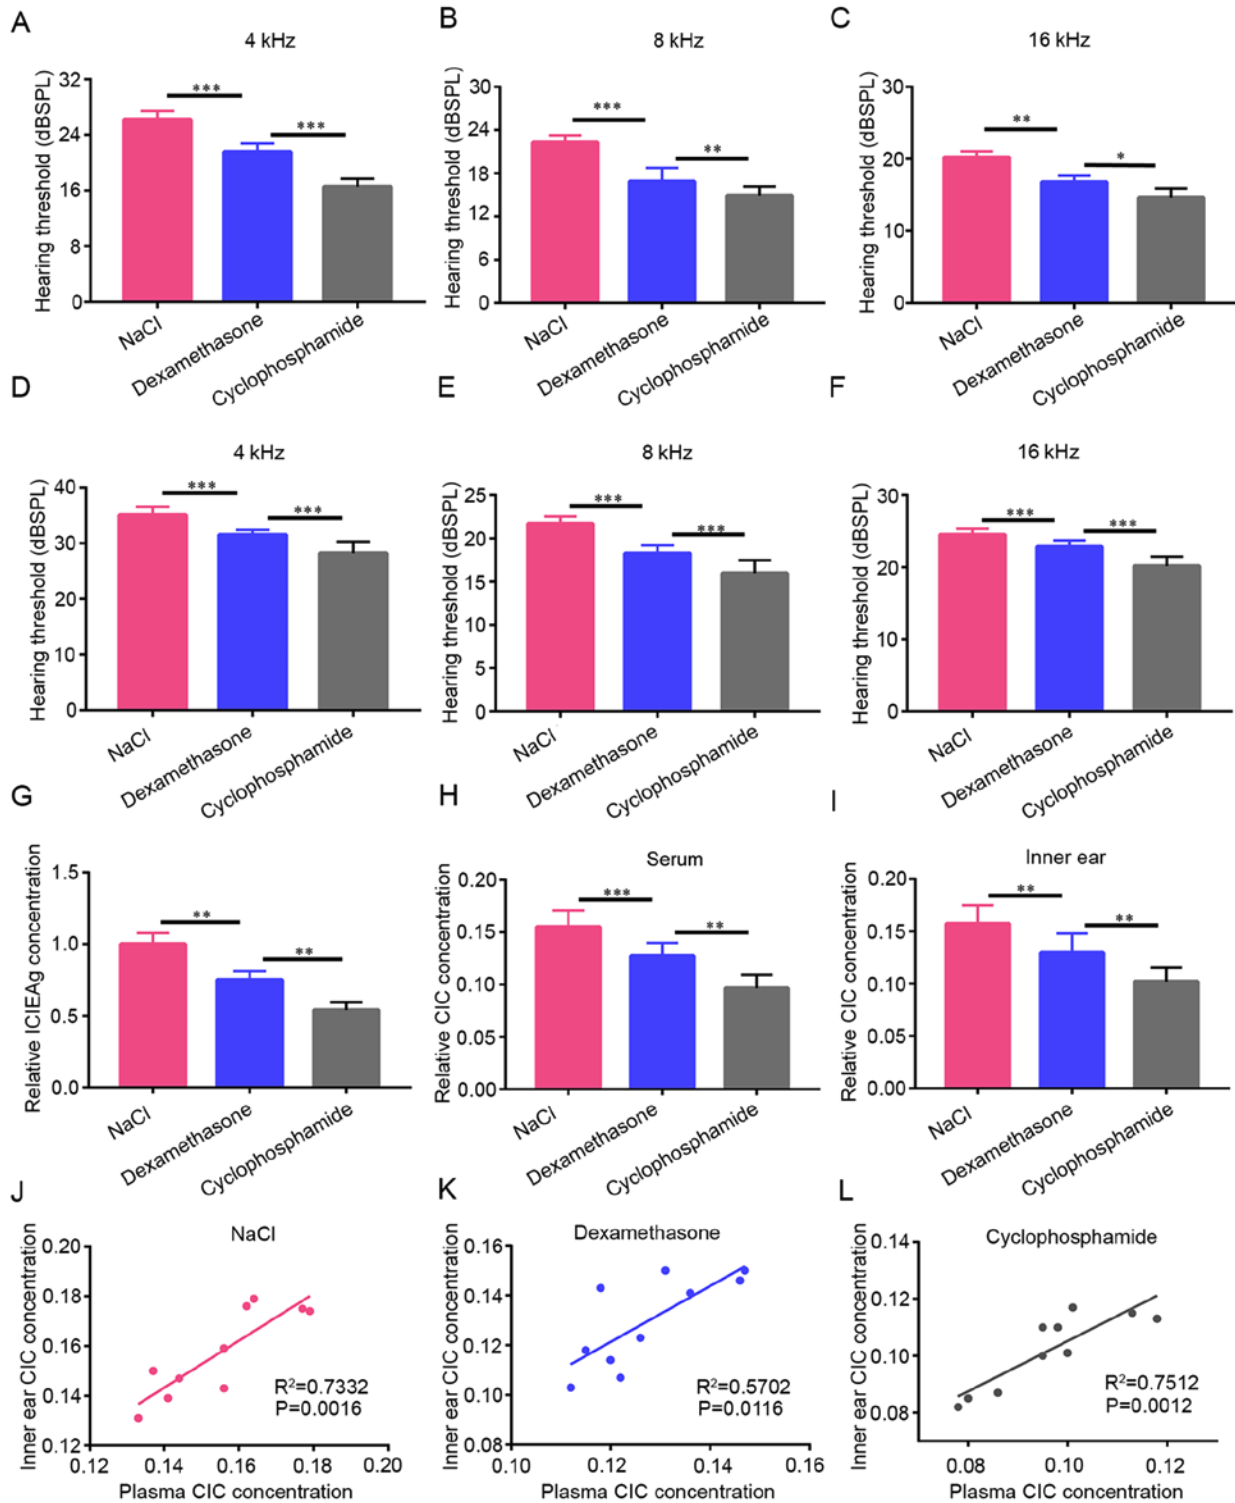 A
4 kHz
Hearing threshold (dBSPL)
32
24
16
8
0
***
***
NaCl
Dexamethasone
Cyclophosphamide
B
8 kHz
Hearing threshold (dBSPL)
30
24
18
12
6
0
***
**
NaCl
Dexamethasone
Cyclophosphamide
C
16 kHz
Hearing threshold (dBSPL)
30
20
10
0
**
*
NaCl
Dexamethasone
Cyclophosphamide
D
4 kHz
Hearing threshold (dBSPL)
40
30
20
10
0
***
***
NaCl
Dexamethasone
Cyclophosphamide
E
8 kHz
Hearing threshold (dBSPL)
25
20
15
10
5
0
***
***
NaCl
Dexamethasone
Cyclophosphamide
F
16 kHz
Hearing threshold (dBSPL)
30
20
10
0
***
***
NaCl
Dexamethasone
Cyclophosphamide
G
Relative ICIEAg concentration
1.5
1.0
0.5
0.0
**
**
NaCl
Dexamethasone
Cyclophosphamide
H
Serum
Relative CIC concentration
0.20
0.15
0.10
0.05
0.00
***
**
NaCl
Dexamethasone
Cyclophosphamide
I
Inner ear
Relative CIC concentration
0.20
0.15
0.10
0.05
0.00
**
**
NaCl
Dexamethasone
Cyclophosphamide
J
NaCl
Inner ear CIC concentration
0.20
0.18
0.16
0.14
0.12
R²=0.7332
P=0.0016
0.12 0.14 0.16 0.18 0.20
Plasma CIC concentration
K
Dexamethasone
Inner ear CIC concentration
0.16
0.14
0.12
0.10
0.08
R²=0.5702
P=0.0116
0.10 0.12 0.14 0.16
Plasma CIC concentration
L
Cyclophosphamide
Inner ear CIC concentration
0.14
0.12
0.10
0.08
R²=0.7512
P=0.0012
0.08 0.10 0.12
Plasma CIC concentration